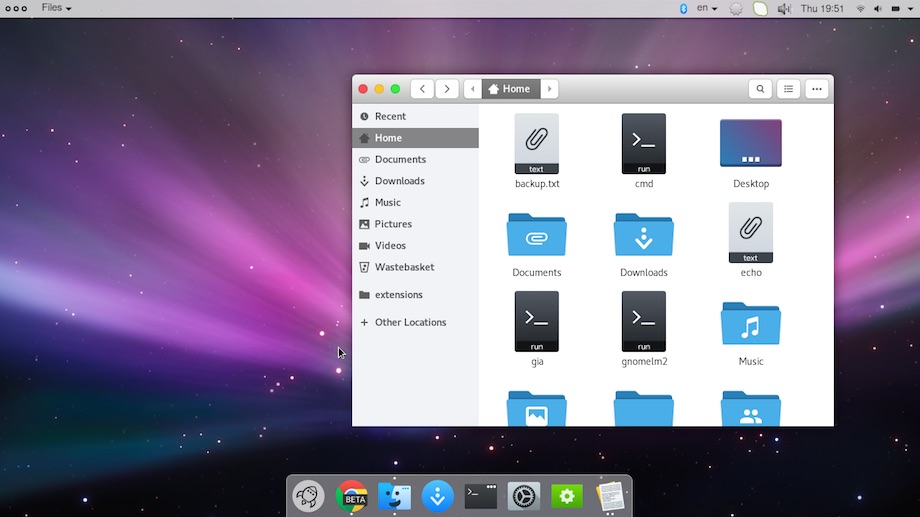 Files
en
Thu 19:51
Home
Recent
Home
Documents
Downloads
Music
Pictures
Videos
Wastebasket
extensions
Other Locations
text
run
backup.txt
cmd
Desktop
text
Documents
Downloads
echo
run
run
gia
gnomelm2
Music
BETA